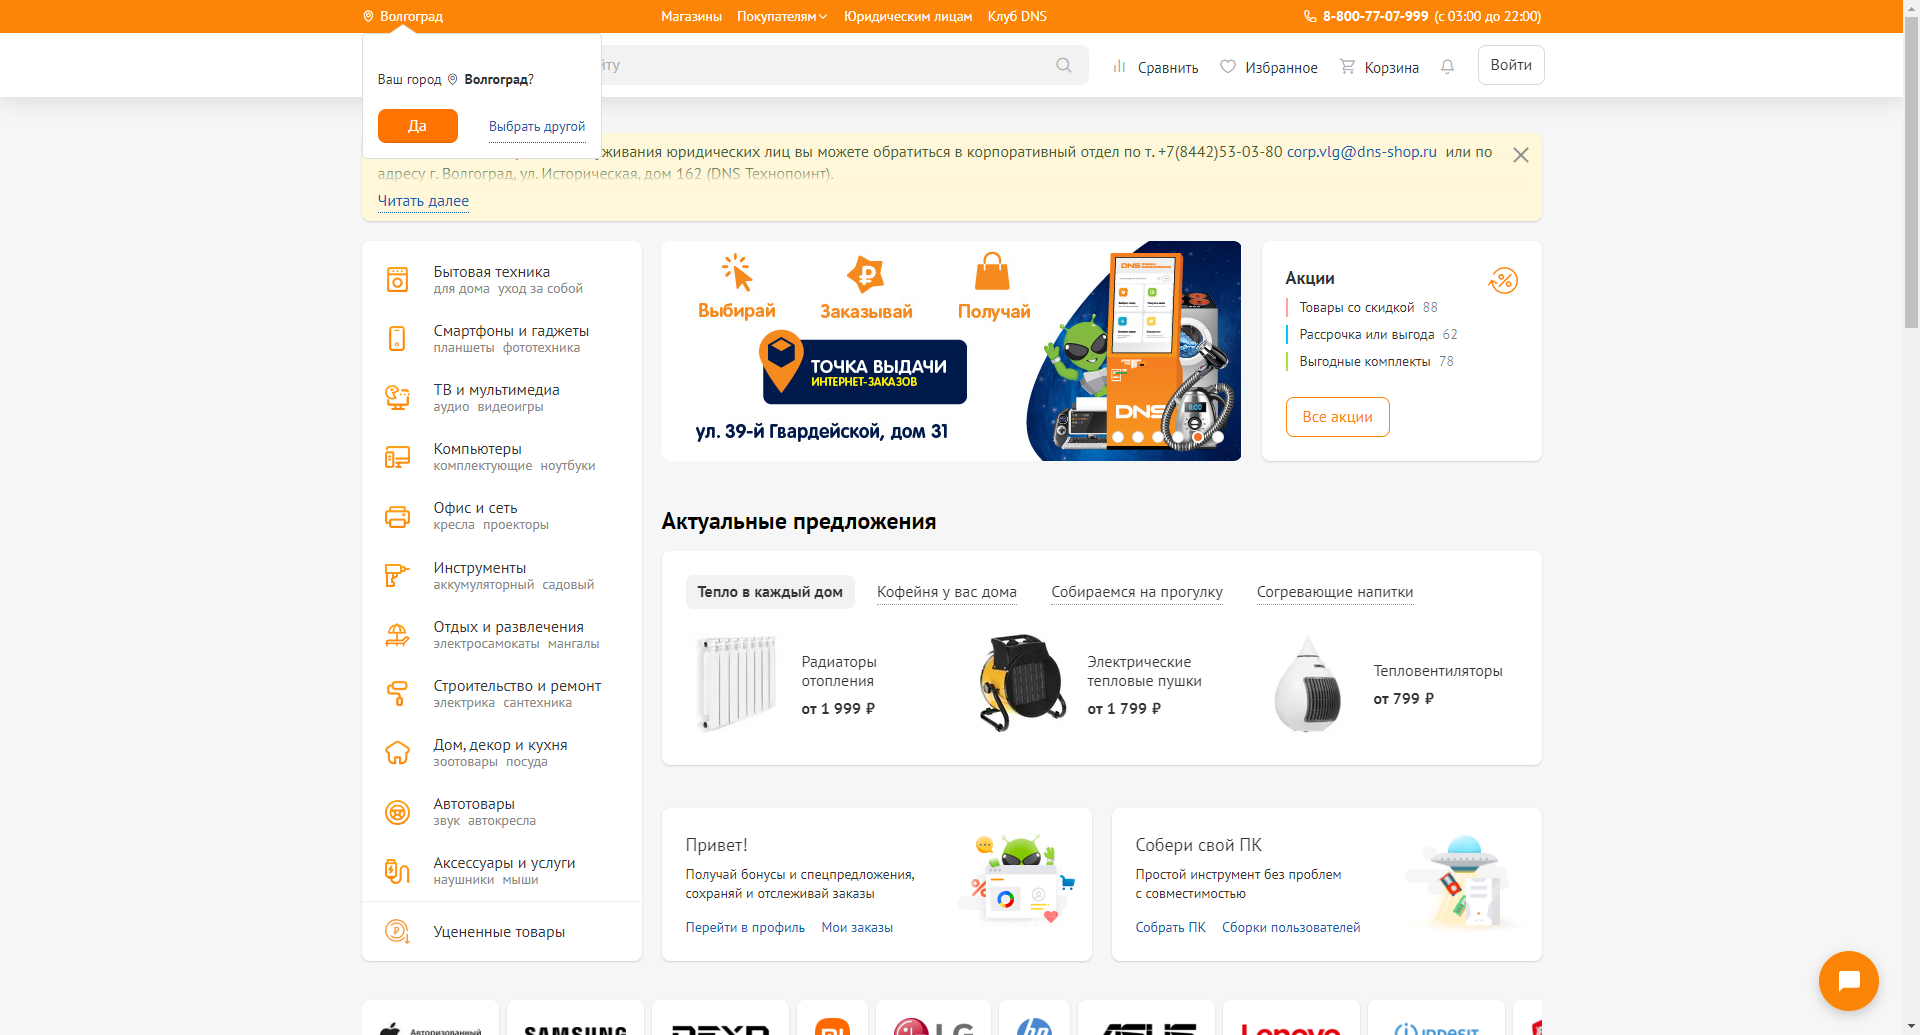 Волгоград
Магазины Покупателям Юридическим лицам Клуб DNS
8-800-77-07-999 (с 03:00 до 22:00)
Ваш город Волгоград?
Да
Выбрать другой
Сравнить
Избранное
Корзина
Войти
юридических лиц вы можете обратиться в корпоративный отдел по т. +7(8442)53-03-80 corp.vlg@dns-shop.ru или по
адресу г. Волгоград, ул. Историческая, дом 162 (DNS Технопоинт).
Читать далее
Бытовая техника
для дома уход за собой
Смартфоны и гаджеты
планшеты фототехника
ТВ и мультимедиа
аудио видеоигры
Компьютеры
комплектующие ноутбуки
Офис и сеть
кресла проекторы
Инструменты
аккумуляторный садовый
Отдых и развлечения
электросамокаты мангалы
Строительство и ремонт
электрика сантехника
Дом, декор и кухня
зоотовары посуда
Автотовары
звук автокресла
Аксессуары и услуги
наушники мыши
Уцененные товары
Выбирай
Заказывай
Получай
ТОЧКА ВЫДАЧИ
ИНТЕРНЕТ-ЗАКАЗОВ
ул. 39-й Гвардейской, дом 31
DNS
DNS
Акции
Товары со скидкой 88
Рассрочка или выгода 62
Выгодные комплекты 78
Все акции
Актуальные предложения
Тепло в каждый дом
Кофейня у вас дома
Собираемся на прогулку
Согревающие напитки
Радиаторы
отопления
от 1 999 ₽
Электрические
тепловые пушки
от 1 799 ₽
Тепловентиляторы
от 799 ₽
Привет!
Получай бонусы и спецпредложения,
сохраняй и отслеживай заказы
Перейти в профиль Мои заказы
Собери свой ПК
Простой инструмент без проблем
с совместимостью
Собрать ПК Сборки пользователей
Авторизованный
SAMSUNG
DEXP
LG
hp
ASUS
Lenovo
indesit